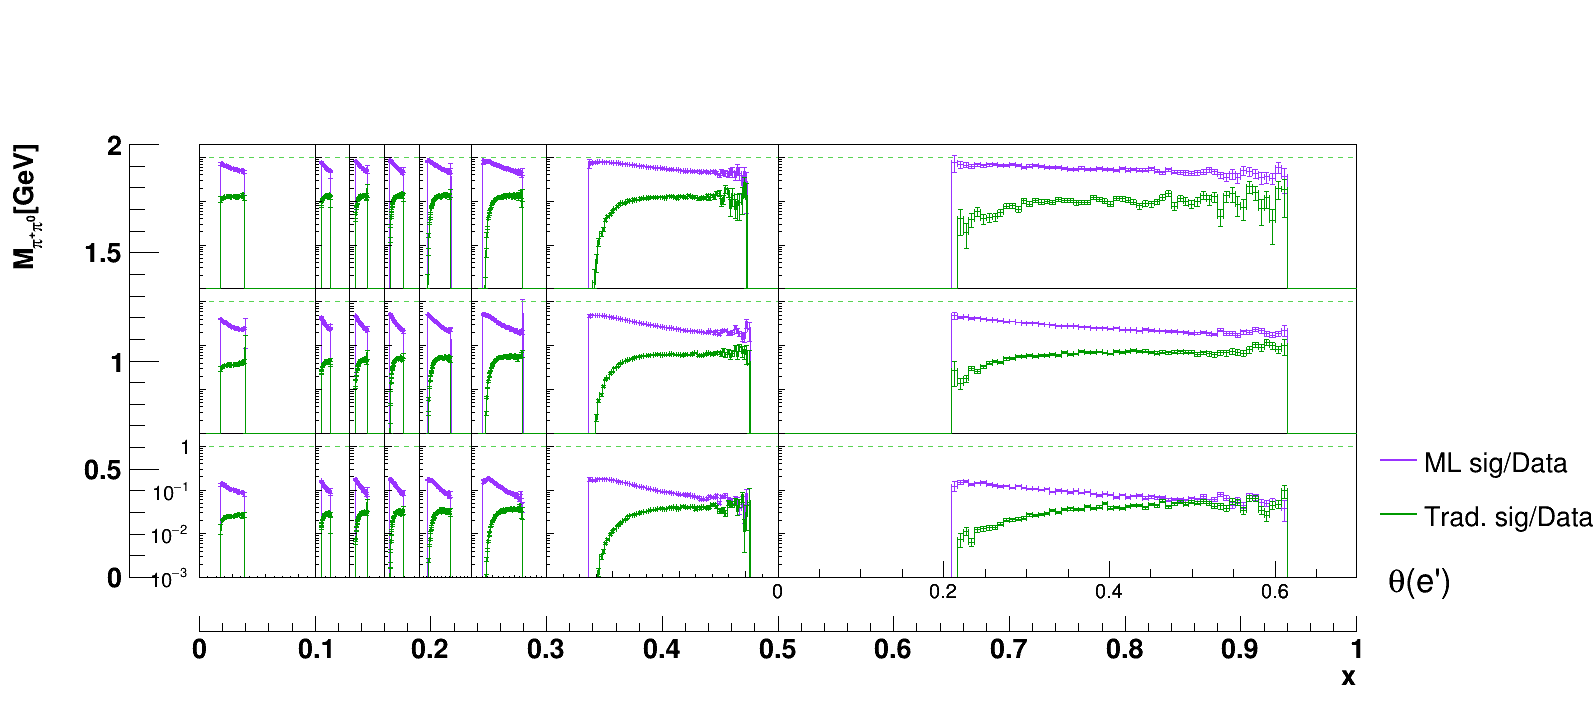 M π⁺π⁰ [GeV]
2
1.5
1
0.5
0
1
10⁻¹
10⁻²
10⁻³
ML sig/Data
Trad. sig/Data
θ(e')
0 0.2 0.4 0.6
0 0.1 0.2 0.3 0.4 0.5 0.6 0.7 0.8 0.9 1
x